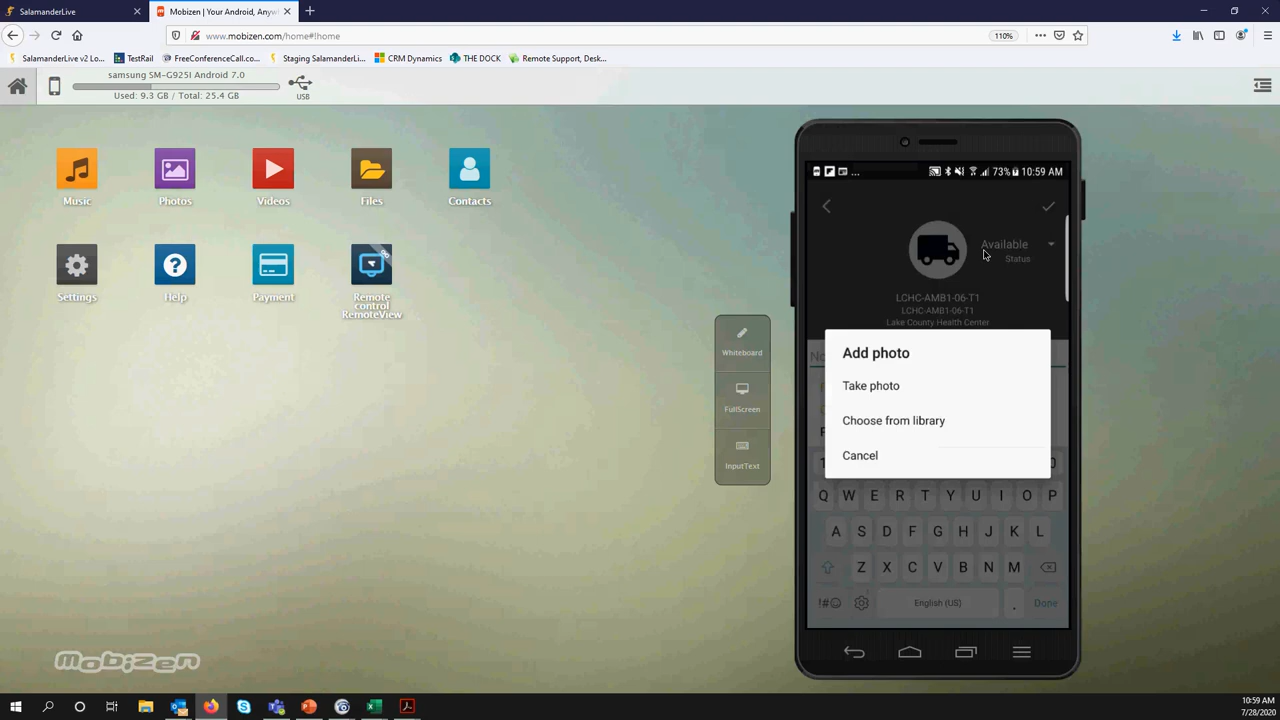 SalamanderLive
Mobizen | Your Android, Anyw
www.mobizen.com/home#!home
110%
SalamanderLive v2 Lo...
TestRail
FreeConferenceCall.co...
Staging SalamanderLi...
CRM Dynamics
THE DOCK
Remote Support, Desk...
samsung SM-G925I Android 7.0
Used: 9.3 GB / Total: 25.4 GB
USB
Music
Photos
Videos
Files
Contacts
Settings
Help
Payment
Remote
control
RemoteView
Whiteboard
FullScreen
InputText
... 73% 10:59 AM
Available
Status
LCHC-AMB1-06-T1
LCHC-AMB1-06-T1
Lake County Health Center
Add photo
Take photo
Choose from library
Cancel
Q W E R T Y U I O P
A S D F G H J K L
Z X C V B N M
!#☺ English (US) . Done
mobizen
10:59 AM
7/28/2020